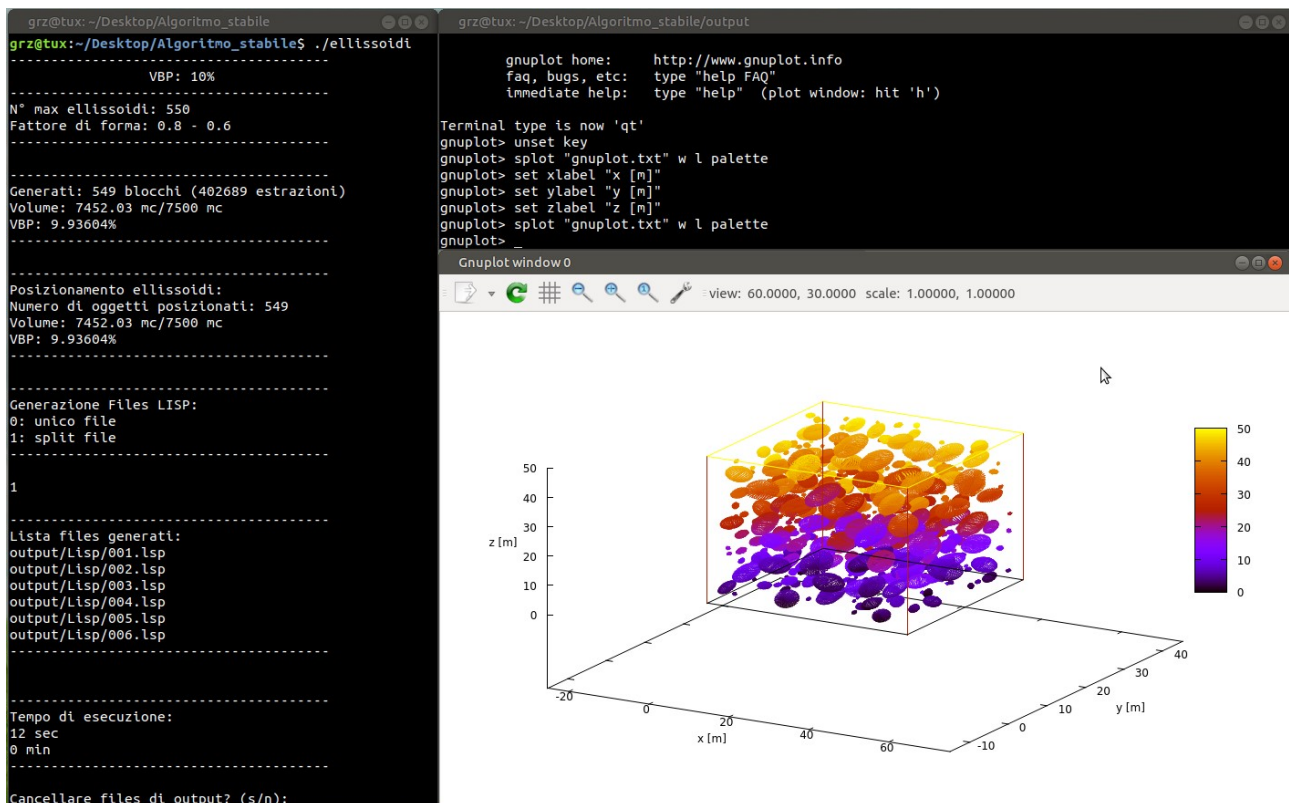 grz@tux: ~/Desktop/Algoritmo_stabile
grz@tux:~/Desktop/Algoritmo_stabile$ ./ellissoidi
---------------------------------------
VBP: 10%
---------------------------------------
N° max ellissoidi: 550
Fattore di forma: 0.8 - 0.6
---------------------------------------
---------------------------------------
Generati: 549 blocchi (402689 estrazioni)
Volume: 7452.03 mc/7500 mc
VBP: 9.93604%
---------------------------------------
---------------------------------------
Posizionamento ellissoidi:
Numero di oggetti posizionati: 549
Volume: 7452.03 mc/7500 mc
VBP: 9.93604%
---------------------------------------
---------------------------------------
Generazione Files LISP:
0: unico file
1: split file
---------------------------------------
1
---------------------------------------
Lista files generati:
output/Lisp/001.lsp
output/Lisp/002.lsp
output/Lisp/003.lsp
output/Lisp/004.lsp
output/Lisp/005.lsp
output/Lisp/006.lsp
---------------------------------------
---------------------------------------
Tempo di esecuzione:
12 sec
0 min
---------------------------------------
Cancellare files di output? (s/n):
grz@tux: ~/Desktop/Algoritmo_stabile/output
gnuplot home:     http://www.gnuplot.info
faq, bugs, etc:   type "help FAQ"
immediate help:   type "help"  (plot window: hit 'h')
Terminal type is now 'qt'
gnuplot> unset key
gnuplot> splot "gnuplot.txt" w l palette
gnuplot> set xlabel "x [m]"
gnuplot> set ylabel "y [m]"
gnuplot> set zlabel "z [m]"
gnuplot> splot "gnuplot.txt" w l palette
gnuplot> _
Gnuplot window 0
view: 60.0000, 30.0000 scale: 1.00000, 1.00000
50
40
30
20
10
0
z [m]
-20
0
20
40
60
x [m]
-10
0
10
20
30
40
y [m]
50
40
30
20
10
0